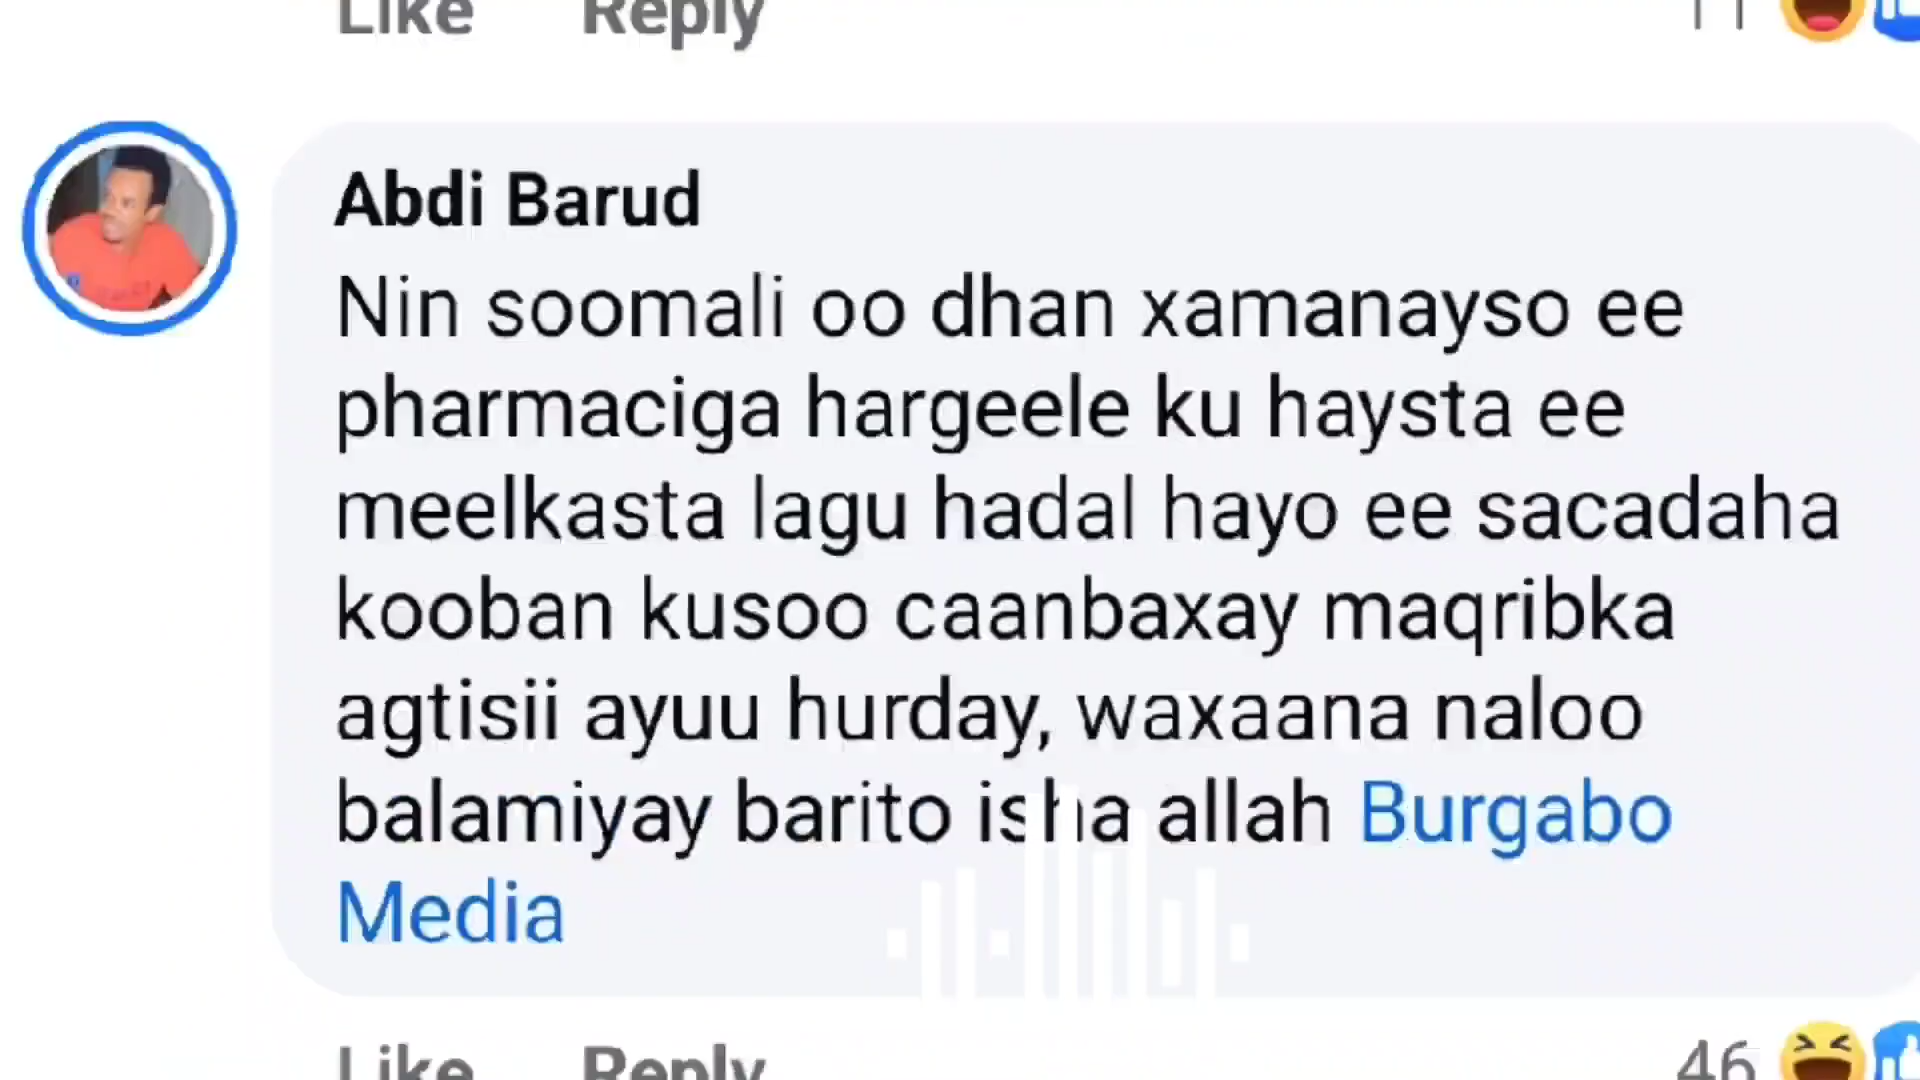 Like Reply 11
Abdi Barud
Nin soomali oo dhan xamanayso ee
pharmaciga hargeele ku haysta ee
meelkasta lagu hadal hayo ee sacadaha
kooban kusoo caanbaxay maqribka
agtisii ayuu hurday, waxaana naloo
balamiyay barito isha allah Burgabo
Media
Like Reply 46